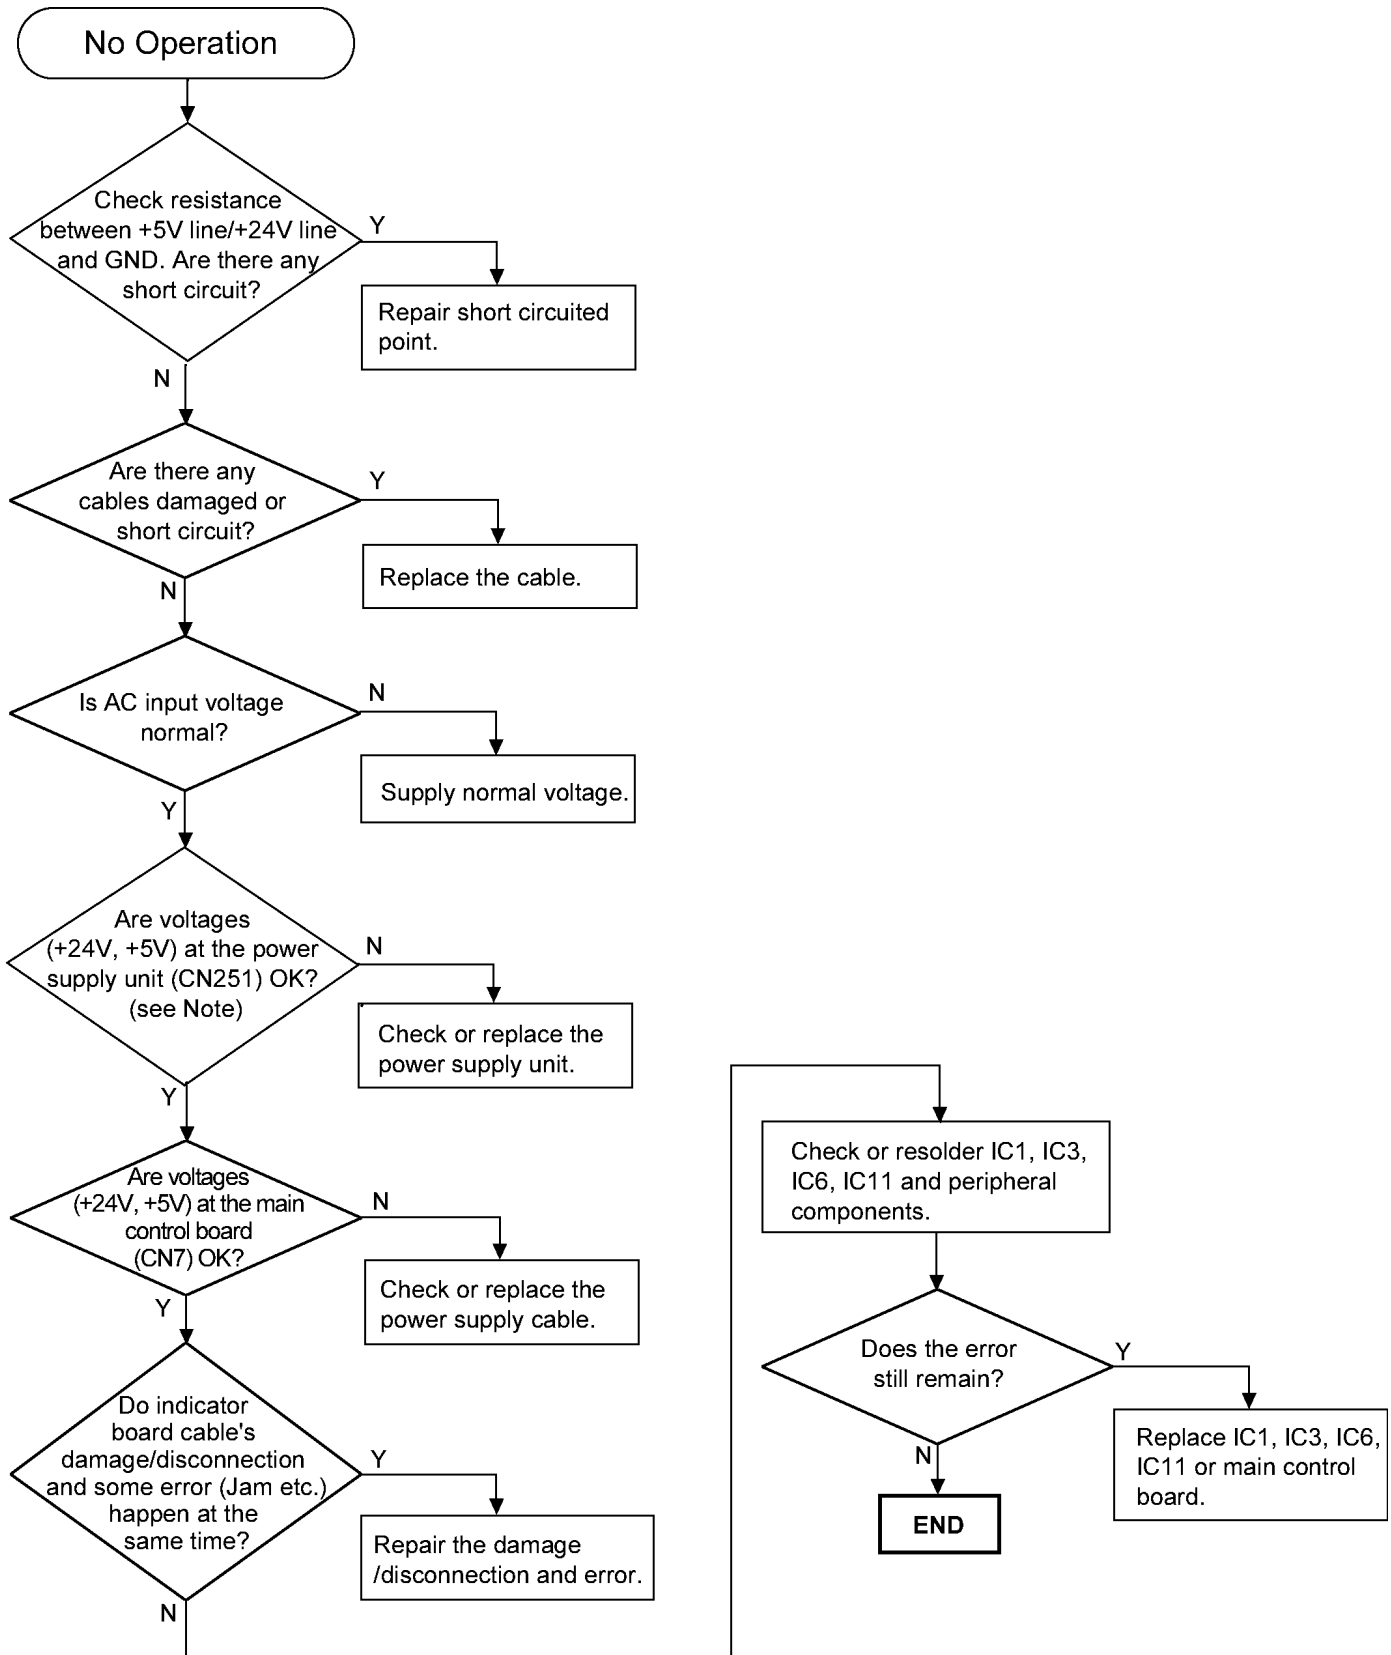 No Operation
Check resistance
between +5V line/+24V line
and GND. Are there any
short circuit?
Y
Repair short circuited
point.
N
Are there any
cables damaged or
short circuit?
Y
Replace the cable.
N
Is AC input voltage
normal?
N
Supply normal voltage.
Y
Are voltages
(+24V, +5V) at the power
supply unit (CN251) OK?
(see Note)
N
Check or replace the
power supply unit.
Y
Are voltages
(+24V, +5V) at the main
control board
(CN7) OK?
N
Check or replace the
power supply cable.
Y
Do indicator
board cable's
damage/disconnection
and some error (Jam etc.)
happen at the
same time?
Y
Repair the damage
/disconnection and error.
N
Check or resolder IC1, IC3,
IC6, IC11 and peripheral
components.
Does the error
still remain?
Y
Replace IC1, IC3, IC6,
IC11 or main control
board.
N
END